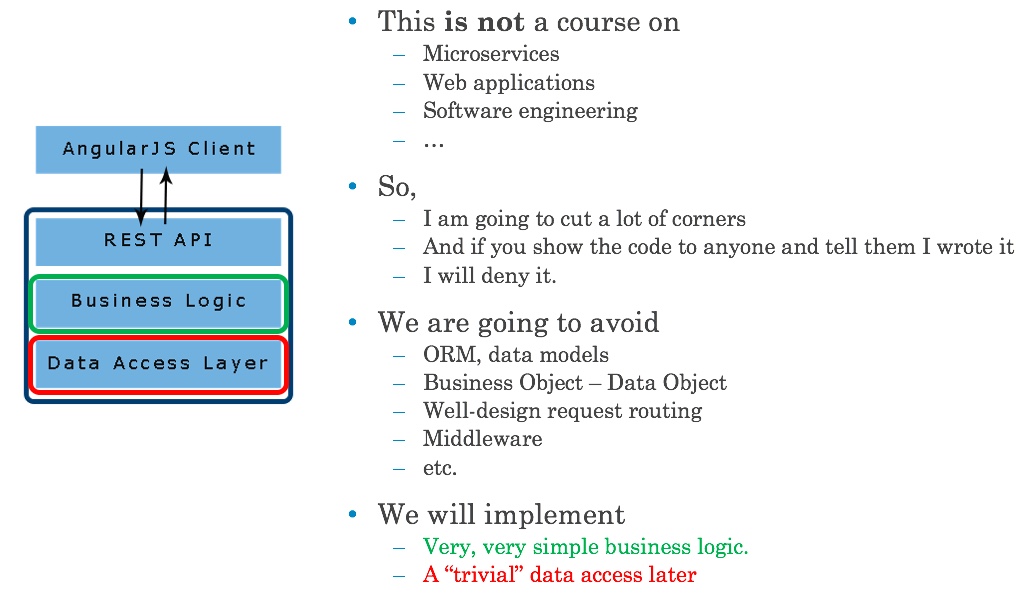 AngularJS Client
REST API
Business Logic
Data Access Layer
• This is not a course on
– Microservices
– Web applications
– Software engineering
– …
• So,
– I am going to cut a lot of corners
– And if you show the code to anyone and tell them I wrote it
– I will deny it.
• We are going to avoid
– ORM, data models
– Business Object – Data Object
– Well-design request routing
– Middleware
– etc.
• We will implement
– Very, very simple business logic.
– A “trivial” data access later